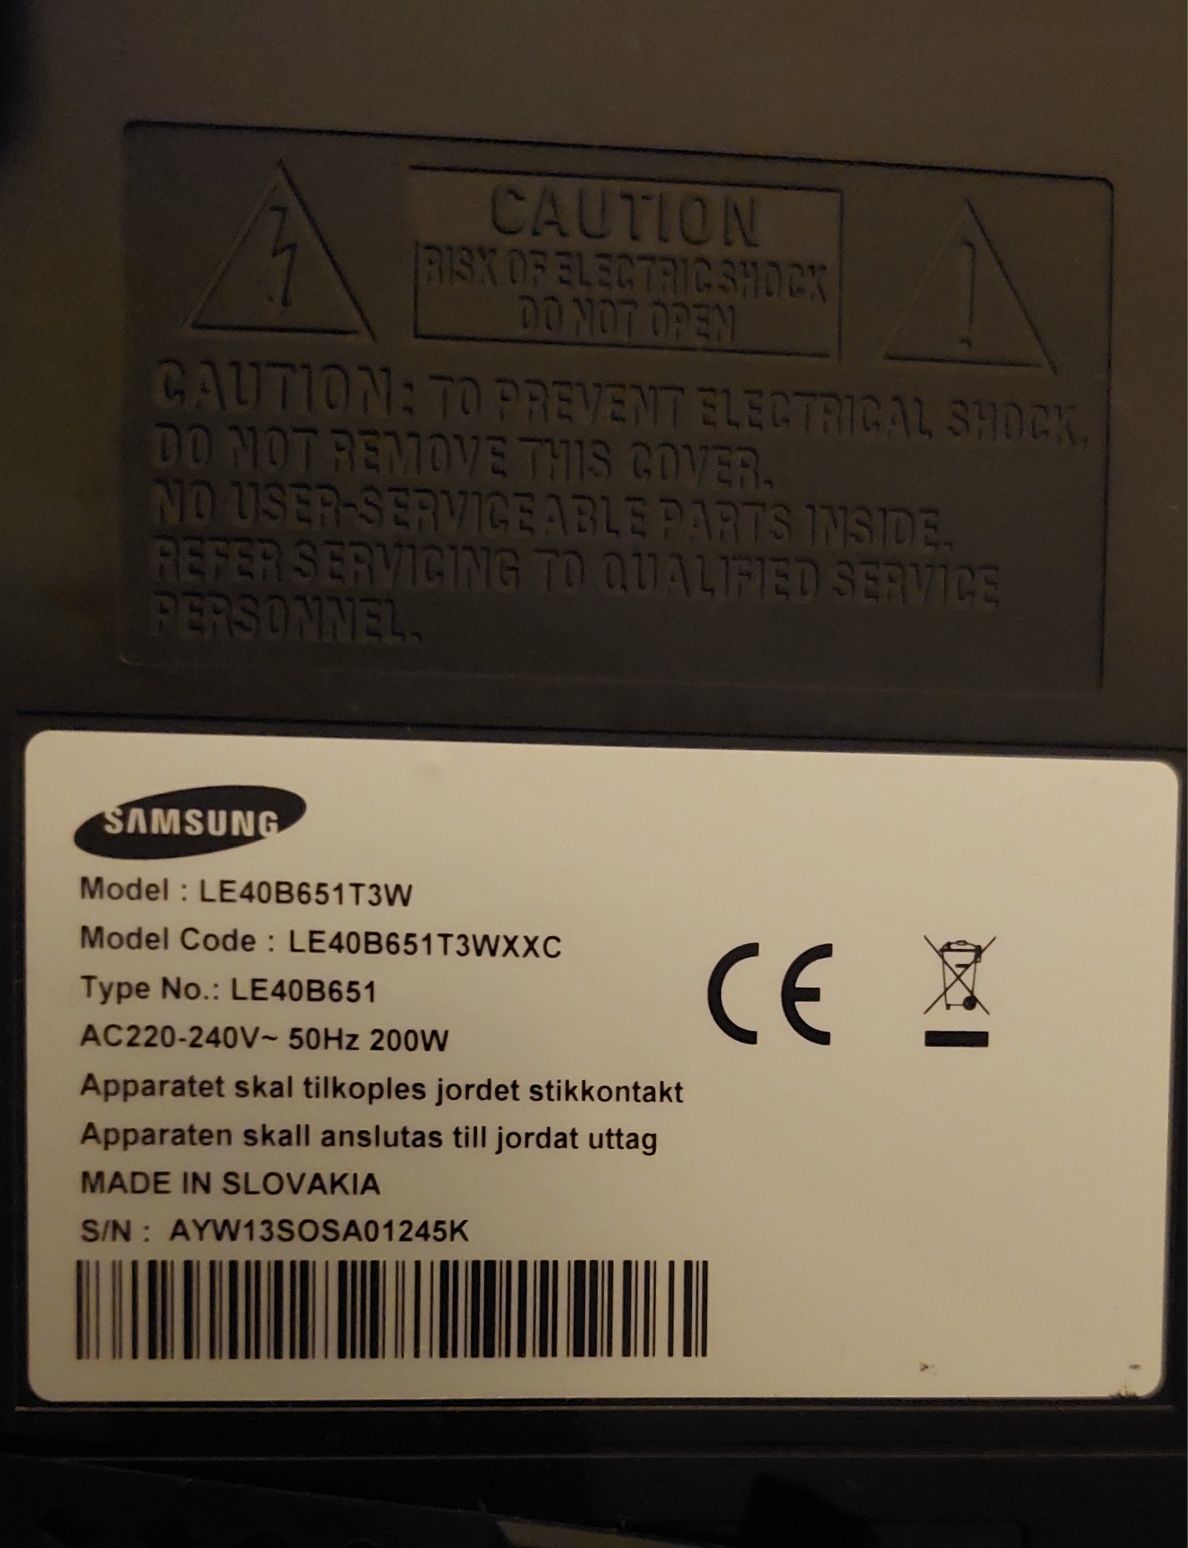 CAUTION
RISK OF ELECTRIC SHOCK
DO NOT OPEN
CAUTION: TO PREVENT ELECTRICAL SHOCK,
DO NOT REMOVE THIS COVER.
NO USER-SERVICEABLE PARTS INSIDE.
REFER SERVICING TO QUALIFIED SERVICE
PERSONNEL.
SAMSUNG
Model : LE40B651T3W
Model Code : LE40B651T3WXXC
Type No.: LE40B651
AC220-240V~ 50Hz 200W
CE
Apparatet skal tilkoples jordet stikkontakt
Apparaten skall anslutas till jordat uttag
MADE IN SLOVAKIA
S/N : AYW13SOSA01245K